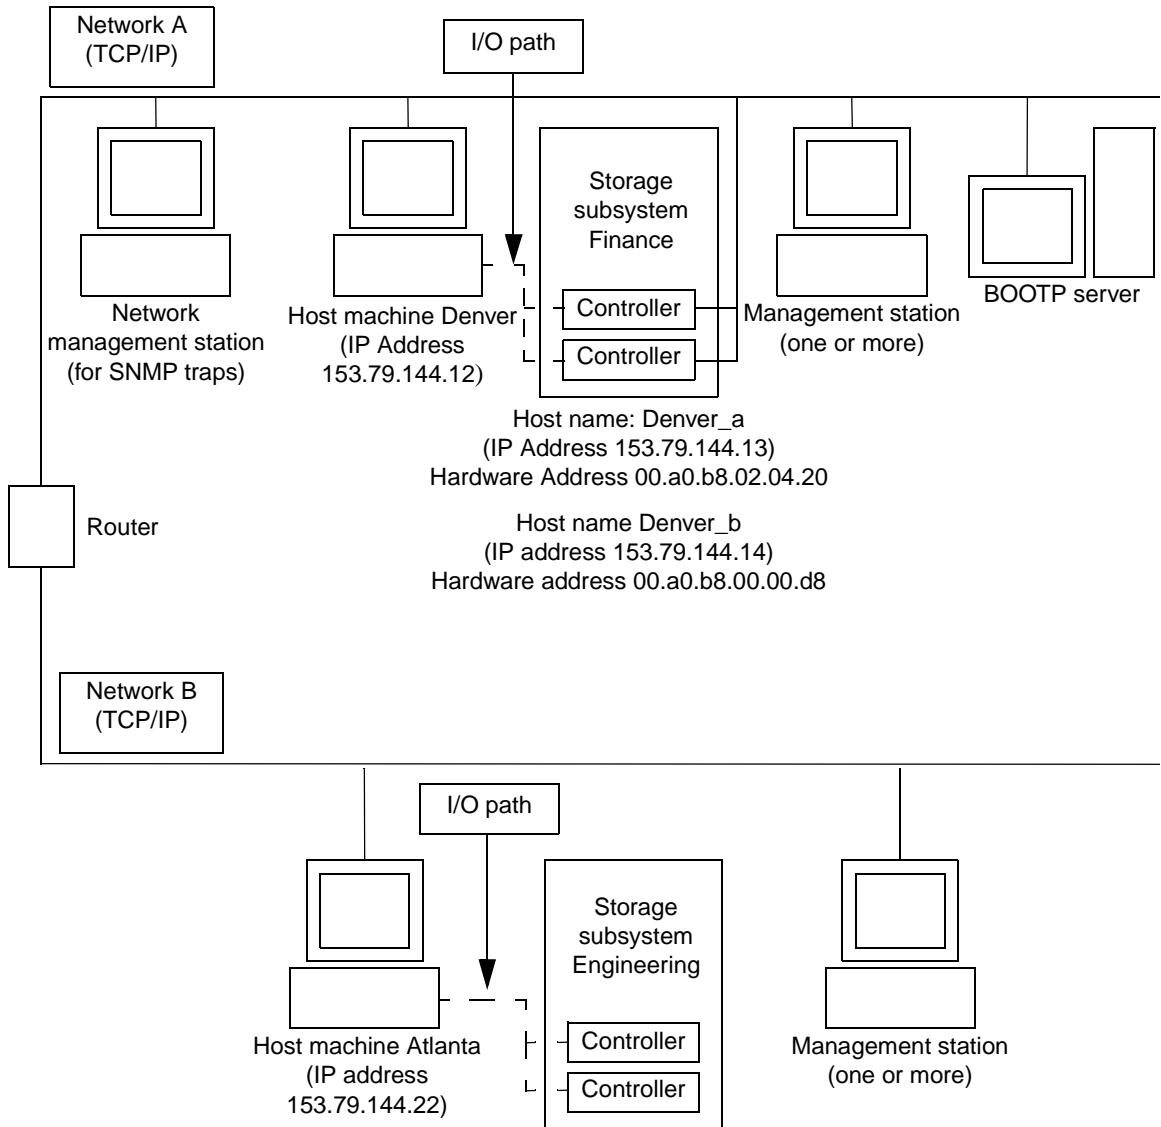 Network A
(TCP/IP)
I/O path
Storage
subsystem
Finance
Controller
Controller
Network
management station
(for SNMP traps)
Host machine Denver
(IP Address
153.79.144.12)
Management station
(one or more)
BOOTP server
Host name: Denver_a
(IP Address 153.79.144.13)
Hardware Address 00.a0.b8.02.04.20
Host name Denver_b
(IP address 153.79.144.14)
Hardware address 00.a0.b8.00.00.d8
Router
Network B
(TCP/IP)
I/O path
Storage
subsystem
Engineering
Controller
Controller
Host machine Atlanta
(IP address
153.79.144.22)
Management station
(one or more)